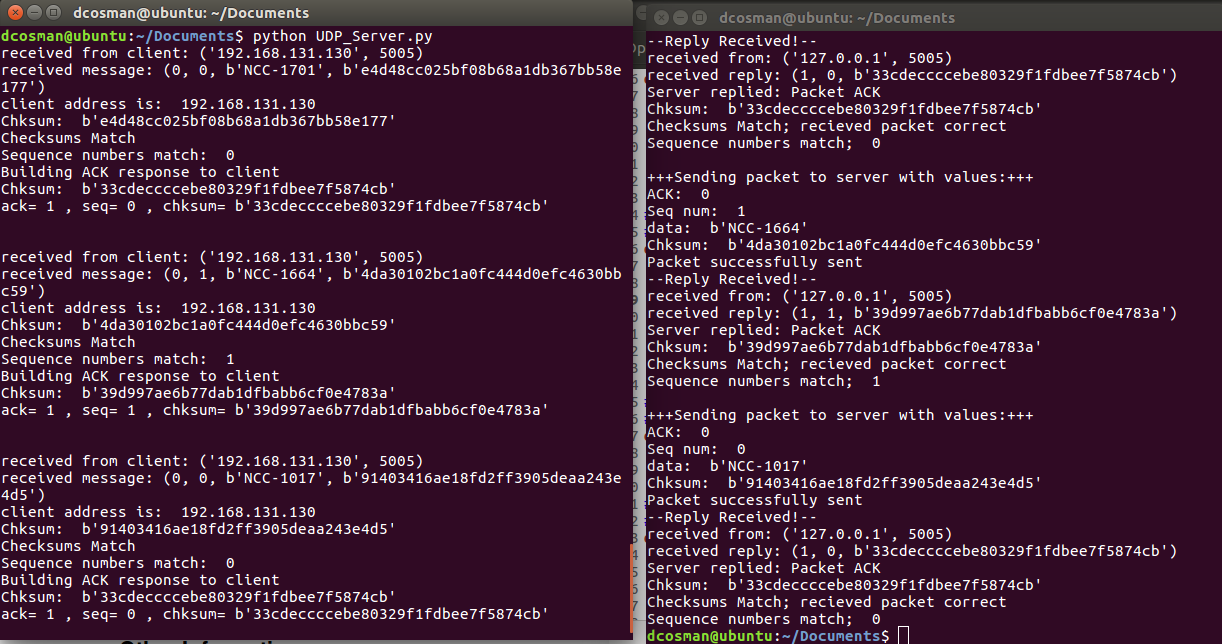 dcosman@ubuntu: ~/Documents
dcosman@ubuntu:~/Documents$ python UDP_Server.py
received from client: ('192.168.131.130', 5005)
received message: (0, 0, b'NCC-1701', b'e4d48cc025bf08b68a1db367bb58e
177')
client address is:  192.168.131.130
Chksum:  b'e4d48cc025bf08b68a1db367bb58e177'
Checksums Match
Sequence numbers match:  0
Building ACK response to client
Chksum:  b'33cdeccccebe80329f1fdbee7f5874cb'
ack= 1 , seq= 0 , chksum= b'33cdeccccebe80329f1fdbee7f5874cb'
received from client: ('192.168.131.130', 5005)
received message: (0, 1, b'NCC-1664', b'4da30102bc1a0fc444d0efc4630bb
c59')
client address is:  192.168.131.130
Chksum:  b'4da30102bc1a0fc444d0efc4630bbc59'
Checksums Match
Sequence numbers match:  1
Building ACK response to client
Chksum:  b'39d997ae6b77dab1dfbabb6cf0e4783a'
ack= 1 , seq= 1 , chksum= b'39d997ae6b77dab1dfbabb6cf0e4783a'
received from client: ('192.168.131.130', 5005)
received message: (0, 0, b'NCC-1017', b'91403416ae18fd2ff3905deaa243e
4d5')
client address is:  192.168.131.130
Chksum:  b'91403416ae18fd2ff3905deaa243e4d5'
Checksums Match
Sequence numbers match:  0
Building ACK response to client
Chksum:  b'33cdeccccebe80329f1fdbee7f5874cb'
ack= 1 , seq= 0 , chksum= b'33cdeccccebe80329f1fdbee7f5874cb'
dcosman@ubuntu: ~/Documents
--Reply Received!--
received from: ('127.0.0.1', 5005)
received reply: (1, 0, b'33cdeccccebe80329f1fdbee7f5874cb')
Server replied: Packet ACK
Chksum:  b'33cdeccccebe80329f1fdbee7f5874cb'
Checksums Match; recieved packet correct
Sequence numbers match;  0
+++Sending packet to server with values:+++
ACK:  0
Seq num:  1
data:  b'NCC-1664'
Chksum:  b'4da30102bc1a0fc444d0efc4630bbc59'
Packet successfully sent
--Reply Received!--
received from: ('127.0.0.1', 5005)
received reply: (1, 1, b'39d997ae6b77dab1dfbabb6cf0e4783a')
Server replied: Packet ACK
Chksum:  b'39d997ae6b77dab1dfbabb6cf0e4783a'
Checksums Match; recieved packet correct
Sequence numbers match;  1
+++Sending packet to server with values:+++
ACK:  0
Seq num:  0
data:  b'NCC-1017'
Chksum:  b'91403416ae18fd2ff3905deaa243e4d5'
Packet successfully sent
--Reply Received!--
received from: ('127.0.0.1', 5005)
received reply: (1, 0, b'33cdeccccebe80329f1fdbee7f5874cb')
Server replied: Packet ACK
Chksum:  b'33cdeccccebe80329f1fdbee7f5874cb'
Checksums Match; recieved packet correct
Sequence numbers match;  0
dcosman@ubuntu:~/Documents$